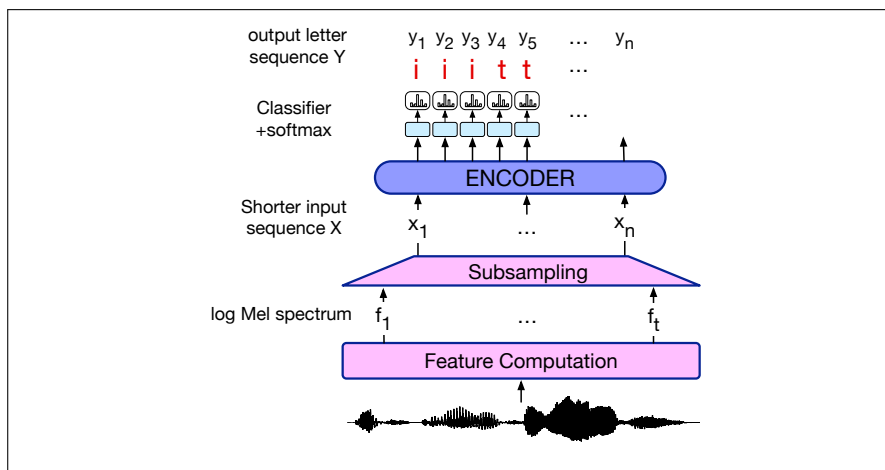 output letter sequence Y
y1 y2 y3 y4 y5 ... yn
i i i t t ...
Classifier +softmax
...
ENCODER
Shorter input sequence X
x1 ... xn
Subsampling
log Mel spectrum
f1 ... ft
Feature Computation